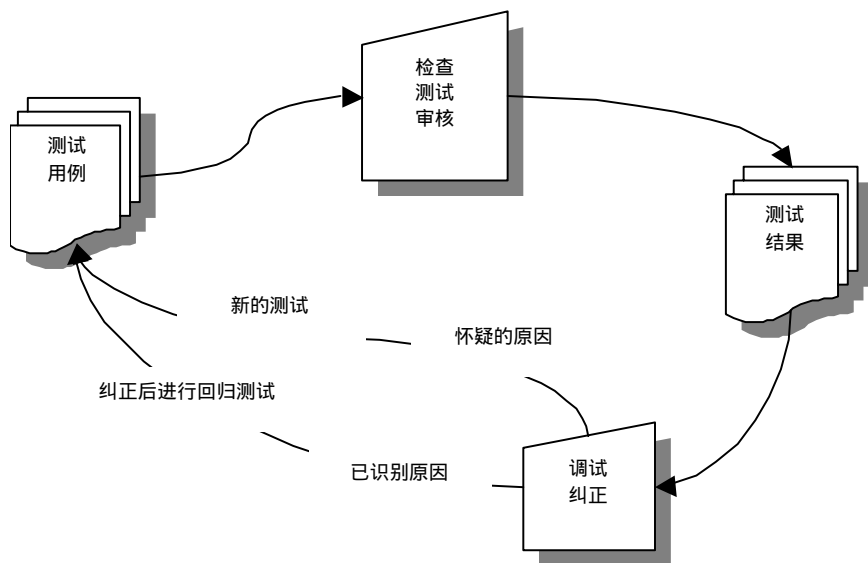 检查
测试
审核
测试
用例
测试
结果
新的测试
怀疑的原因
纠正后进行回归测试
已识别原因
调试
纠正